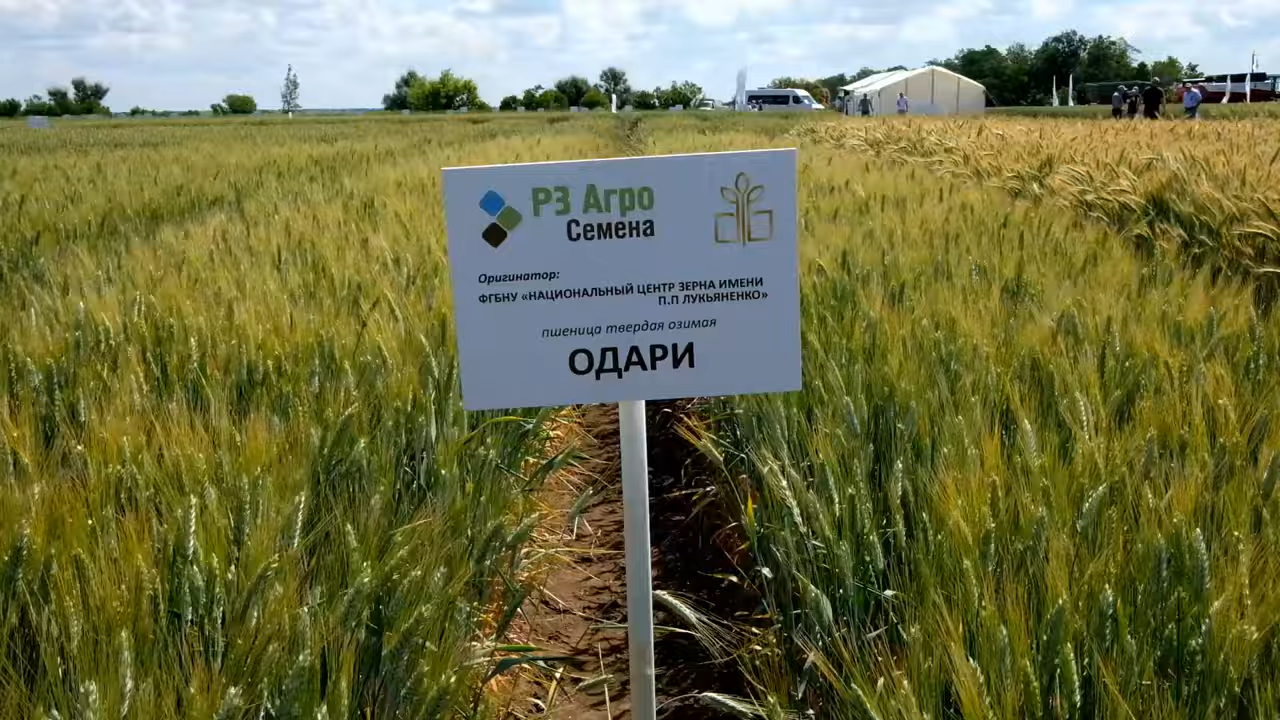 РЗ Агро
Семена
Оригинатор:
ФГБНУ «НАЦИОНАЛЬНЫЙ ЦЕНТР ЗЕРНА ИМЕНИ
П.П ЛУКЬЯНЕНКО»
пшеница твердая озимая
ОДАРИ